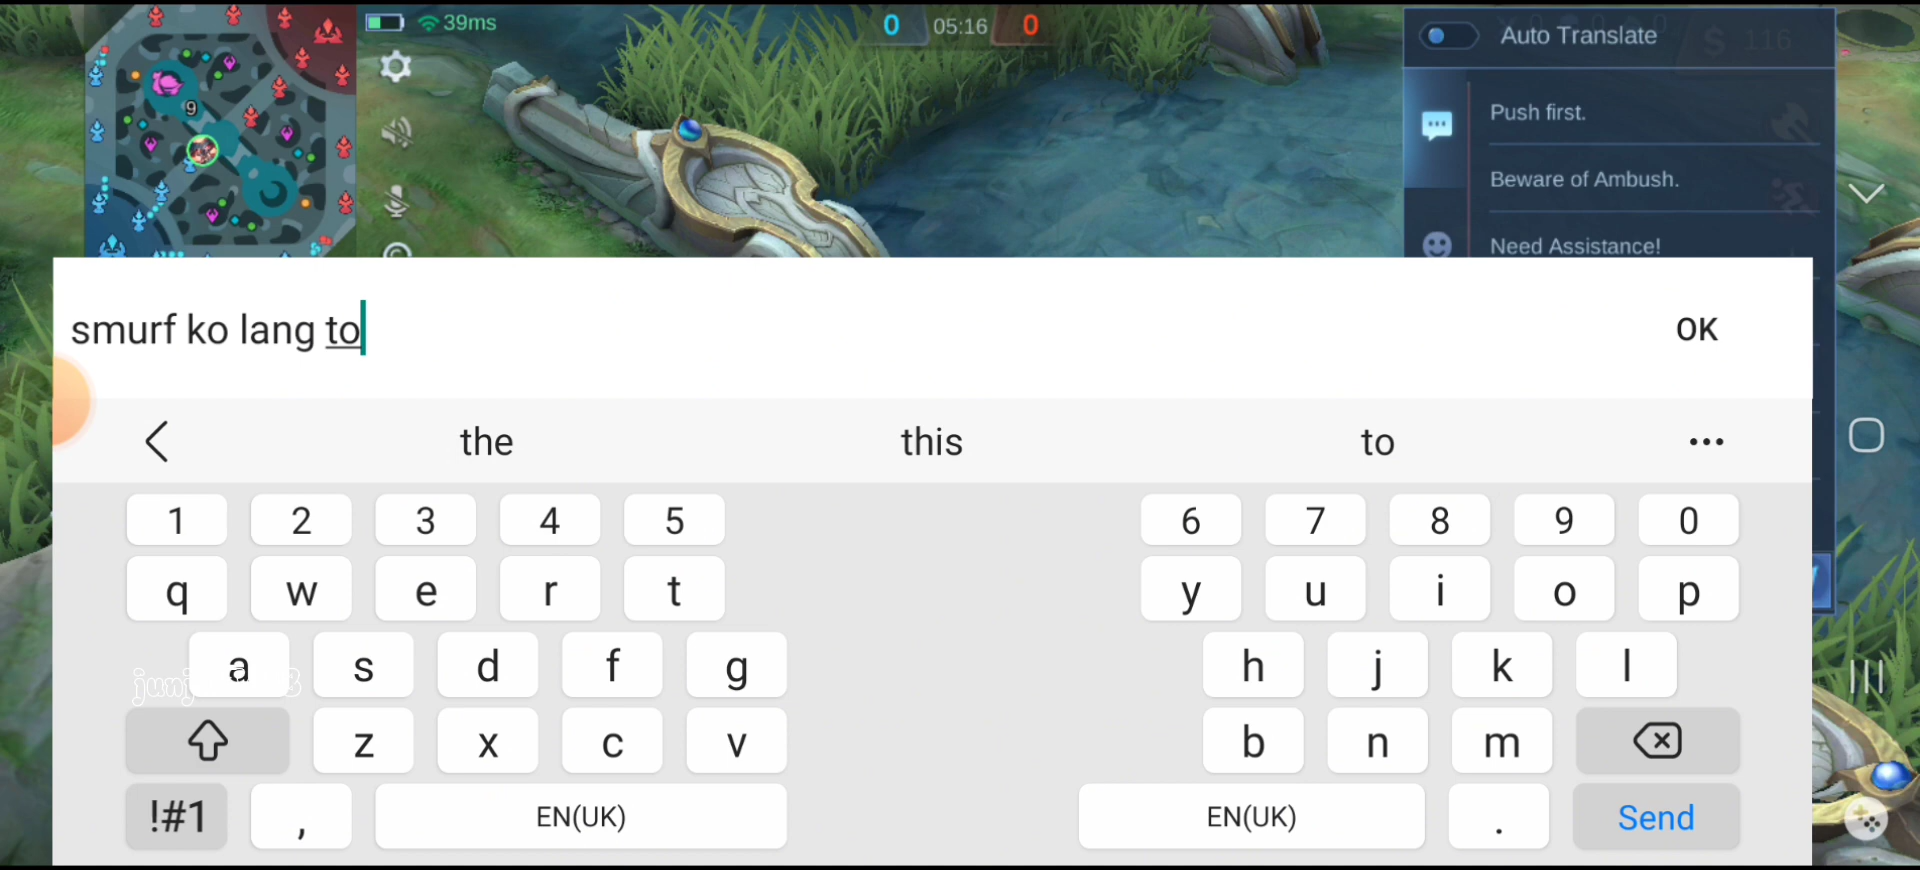 39ms
0 05:16 0
Auto Translate
116
9
Push first.
Beware of Ambush.
Need Assistance!
smurf ko lang to
OK
the this to
1 2 3 4 5 6 7 8 9 0
q w e r t y u i o p
a s d f g h j k l
z x c v b n m
!#1 , EN(UK) EN(UK) . Send